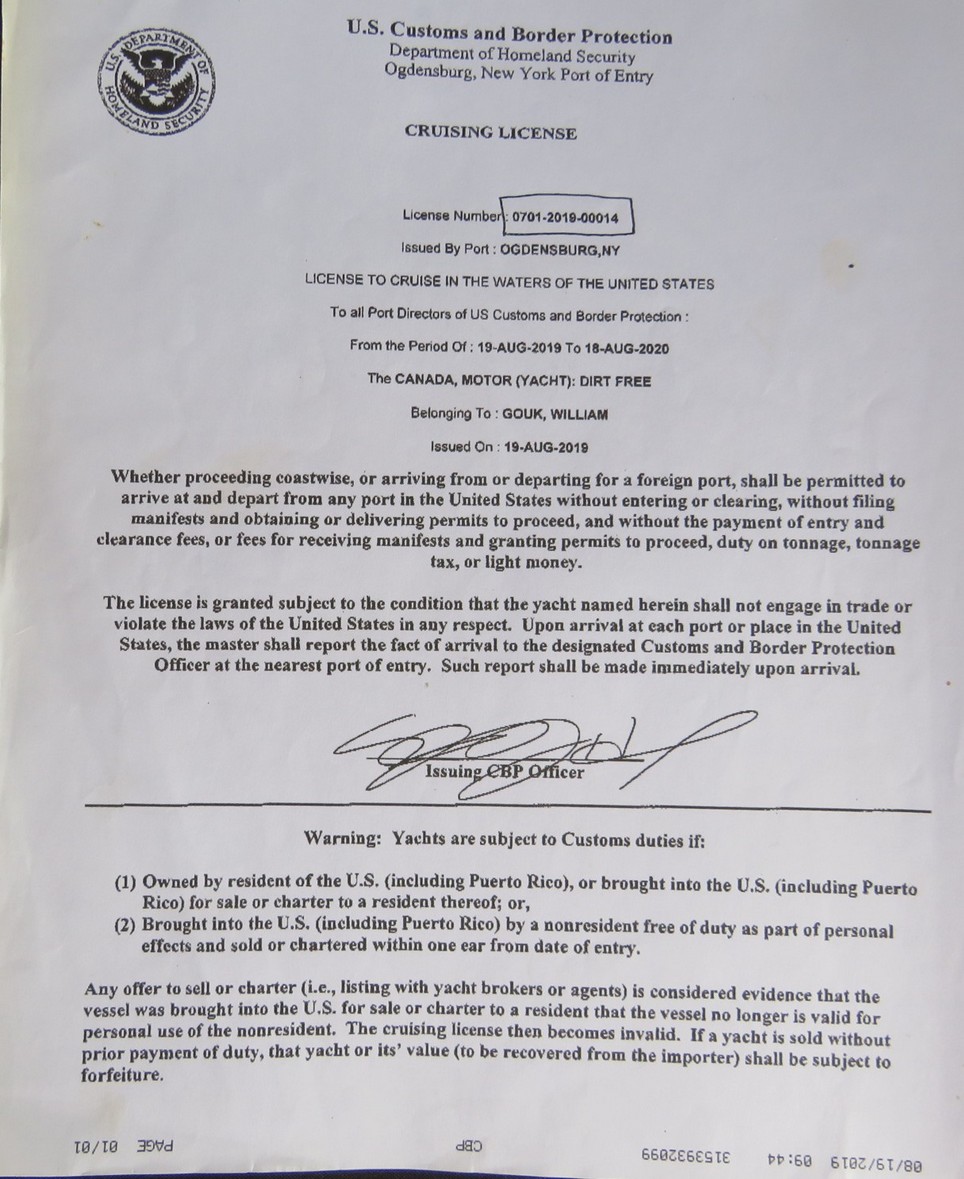 U.S. DEPARTMENT OF HOMELAND SECURITY
U.S. Customs and Border Protection
Department of Homeland Security
Ogdensburg, New York Port of Entry
CRUISING LICENSE
License Number: 0701-2019-00014
Issued By Port : OGDENSBURG,NY
LICENSE TO CRUISE IN THE WATERS OF THE UNITED STATES
To all Port Directors of US Customs and Border Protection :
From the Period Of : 19-AUG-2019 To 18-AUG-2020
The CANADA, MOTOR (YACHT): DIRT FREE
Belonging To : GOUK, WILLIAM
Issued On : 19-AUG-2019
Whether proceeding coastwise, or arriving from or departing for a foreign port, shall be permitted to
arrive at and depart from any port in the United States without entering or clearing, without filing
manifests and obtaining or delivering permits to proceed, and without the payment of entry and
clearance fees, or fees for receiving manifests and granting permits to proceed, duty on tonnage, tonnage
tax, or light money.
The license is granted subject to the condition that the yacht named herein shall not engage in trade or
violate the laws of the United States in any respect. Upon arrival at each port or place in the United
States, the master shall report the fact of arrival to the designated Customs and Border Protection
Officer at the nearest port of entry. Such report shall be made immediately upon arrival.
Issuing CBP Officer
Warning: Yachts are subject to Customs duties if:
(1) Owned by resident of the U.S. (including Puerto Rico), or brought into the U.S. (including Puerto
Rico) for sale or charter to a resident thereof; or,
(2) Brought into the U.S. (including Puerto Rico) by a nonresident free of duty as part of personal
effects and sold or chartered within one ear from date of entry.
Any offer to sell or charter (i.e., listing with yacht brokers or agents) is considered evidence that the
vessel was brought into the U.S. for sale or charter to a resident that the vessel no longer is valid for
personal use of the nonresident. The cruising license then becomes invalid. If a yacht is sold without
prior payment of duty, that yacht or its' value (to be recovered from the importer) shall be subject to
forfeiture.
08/19/2019 09:44 3159932099 CBP PAGE 01/01